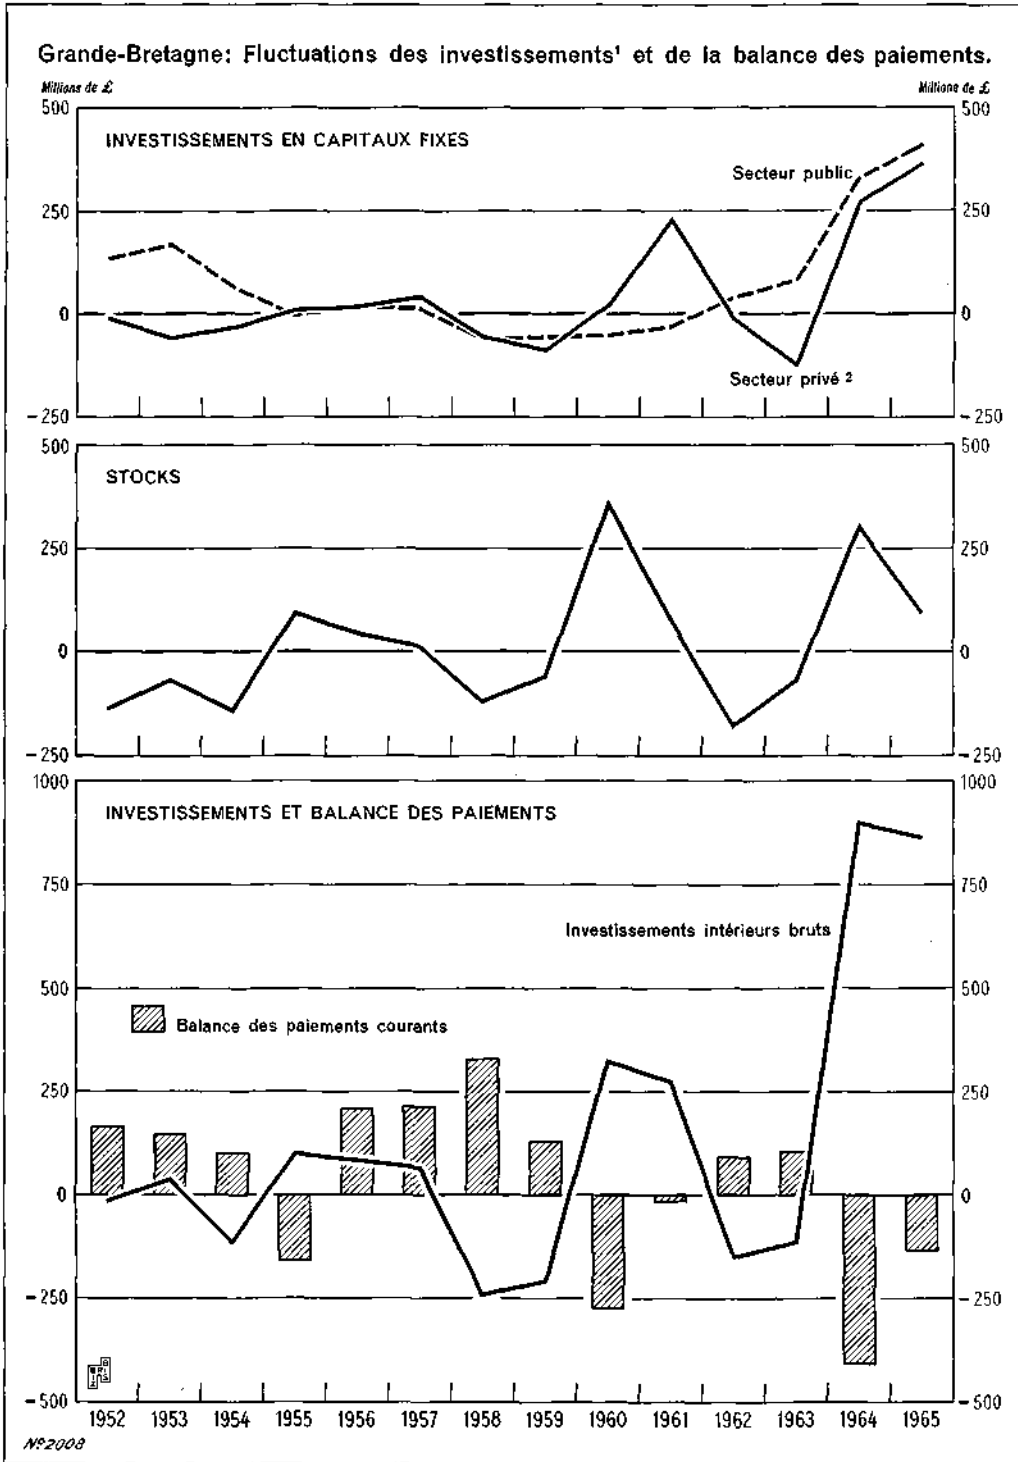 Grande-Bretagne: Fluctuations des investissements¹ et de la balance des paiements.
Millions de £ Millions de £
500 500
INVESTISSEMENTS EN CAPITAUX FIXES
Secteur public
250 250
0 0
Secteur privé ²
-250 -250
500 500
STOCKS
250 250
0 0
-250 -250
1000 1000
INVESTISSEMENTS ET BALANCE DES PAIEMENTS
750 750
Investissements intérieurs bruts
500 500
Balance des paiements courants
250 250
0 0
-250 -250
-500 -500
1952 1953 1954 1955 1956 1957 1958 1959 1960 1961 1962 1963 1964 1965
Nº2008